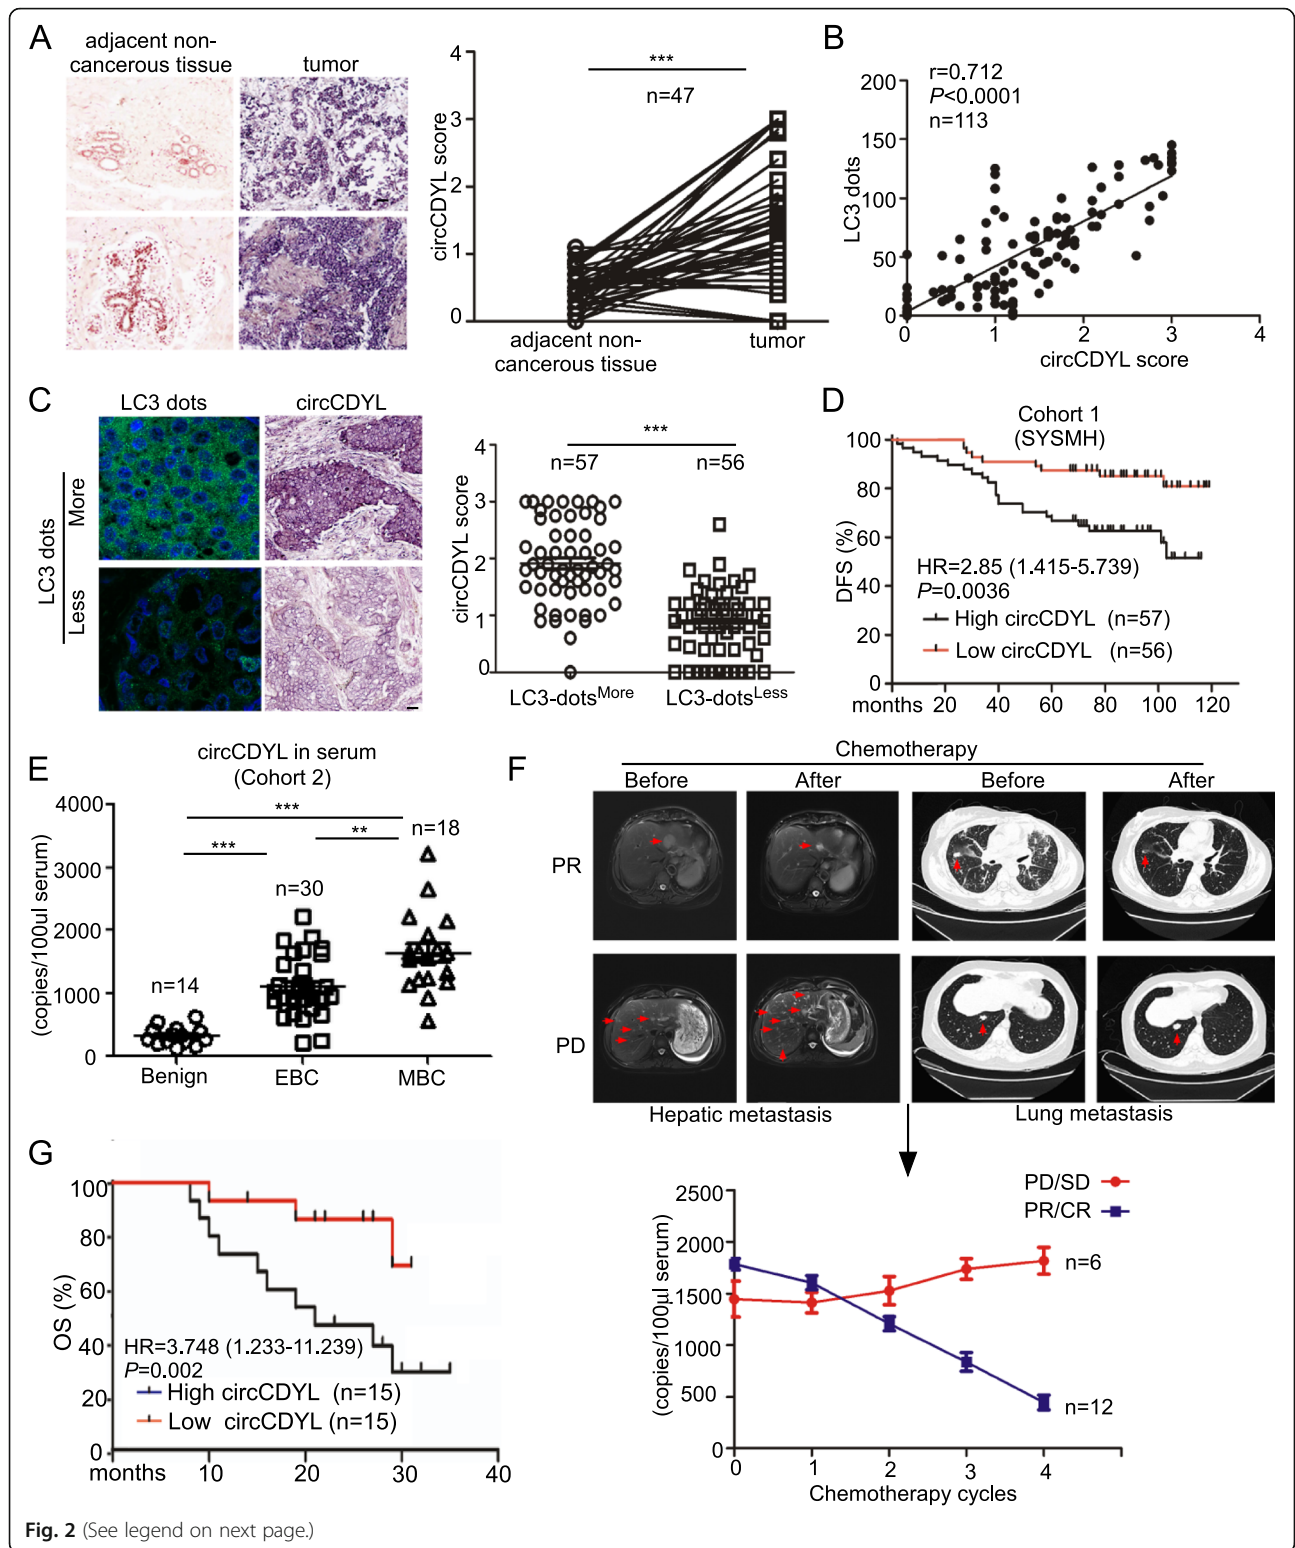 A
adjacent non-
cancerous tissue
tumor
4
3
2
1
0
circCDYL score
***
n=47
adjacent non-
cancerous tissue
tumor
B
200
150
100
50
0
LC3 dots
r=0.712
P<0.0001
n=113
0
1
2
3
4
circCDYL score
C
LC3 dots
circCDYL
LC3 dots
More
Less
4
3
2
1
0
circCDYL score
***
n=57
n=56
LC3-dotsMore
LC3-dotsLess
D
Cohort 1
(SYSMH)
100
80
60
40
20
0
DFS (%)
HR=2.85 (1.415-5.739)
P=0.0036
High circCDYL (n=57)
Low circCDYL (n=56)
months
20
40
60
80
100
120
E
circCDYL in serum
(Cohort 2)
4000
3000
2000
1000
0
(copies/100ul serum)
***
***
**
n=14
n=30
n=18
Benign
EBC
MBC
F
Chemotherapy
Before
After
Before
After
PR
PD
Hepatic metastasis
Lung metastasis
PD/SD
PR/CR
2500
2000
1500
1000
500
0
(copies/100μl serum)
n=6
n=12
0
1
2
3
4
Chemotherapy cycles
G
100
80
60
40
20
0
OS (%)
HR=3.748 (1.233-11.239)
P=0.002
High circCDYL (n=15)
Low circCDYL (n=15)
months
10
20
30
40
Fig. 2 (See legend on next page.)